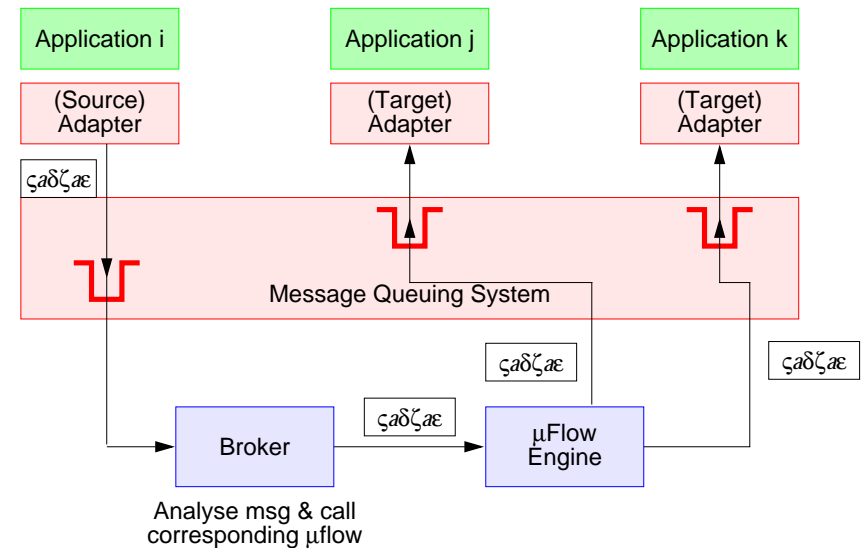 Application i
Application j
Application k
(Source)
Adapter
(Target)
Adapter
(Target)
Adapter
ςaδζaε
Message Queuing System
ςaδζaε
ςaδζaε
ςaδζaε
Broker
μFlow
Engine
Analyse msg & call
corresponding μflow